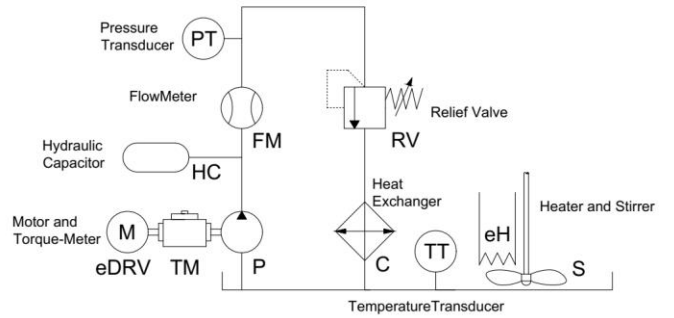 Pressure
Transducer
PT
FlowMeter
FM
Relief Valve
RV
Hydraulic
Capacitor
HC
Heat
Exchanger
Motor and
Torque-Meter
M
eDRV
TM
P
C
TT
eH
Heater and Stirrer
S
TemperatureTransducer